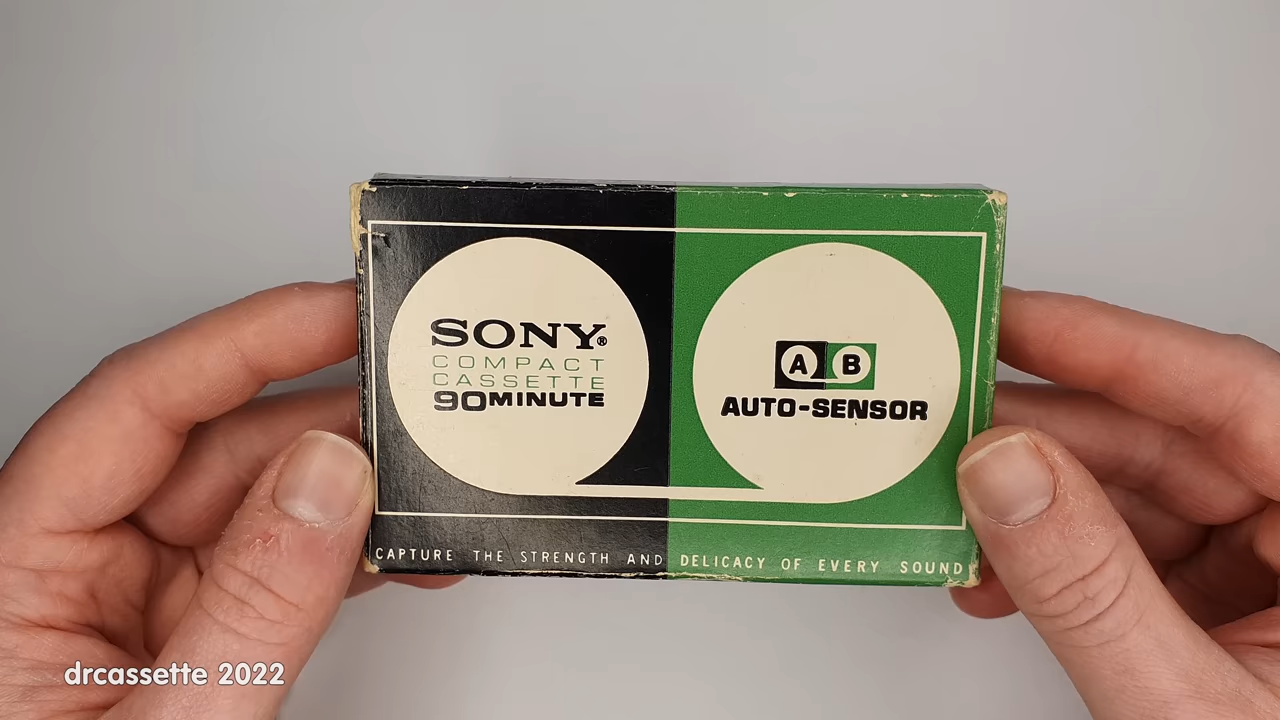 SONY®
COMPACT
CASSETTE
90MINUTE
A B
AUTO-SENSOR
CAPTURE THE STRENGTH AND DELICACY OF EVERY SOUND
drcassette 2022